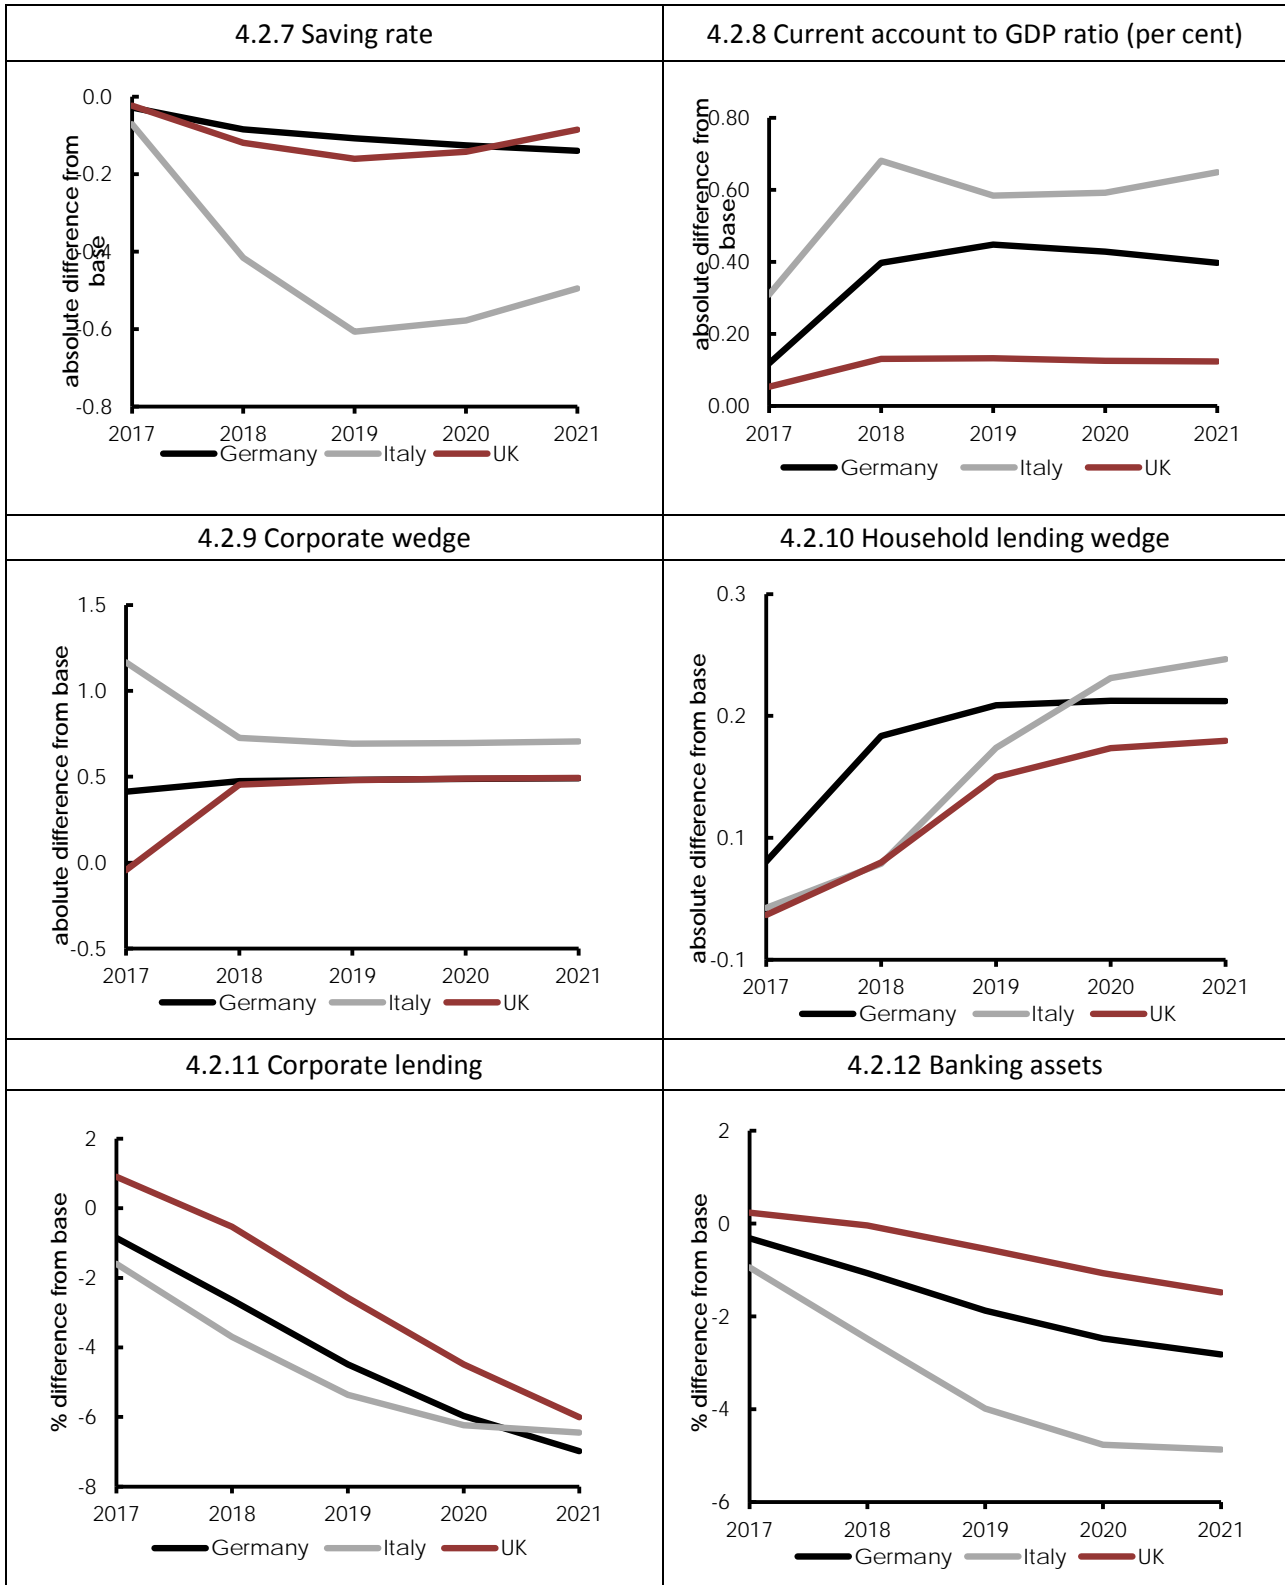 4.2.7 Saving rate
4.2.8 Current account to GDP ratio (per cent)
absolute difference from
base
0.0
-0.2
-0.4
-0.6
-0.8
2017 2018 2019 2020 2021
Germany Italy UK
absolute difference from
base
0.80
0.60
0.40
0.20
0.00
2017 2018 2019 2020 2021
Germany Italy UK
4.2.9 Corporate wedge
4.2.10 Household lending wedge
abolute difference from base
1.5
1.0
0.5
0.0
-0.5
2017 2018 2019 2020 2021
Germany Italy UK
absolute difference from base
0.3
0.2
0.1
-0.1
2017 2018 2019 2020 2021
Germany Italy UK
4.2.11 Corporate lending
4.2.12 Banking assets
% difference from base
2
0
-2
-4
-6
-8
2017 2018 2019 2020 2021
Germany Italy UK
% difference from base
2
0
-2
-4
-6
2017 2018 2019 2020 2021
Germany Italy UK